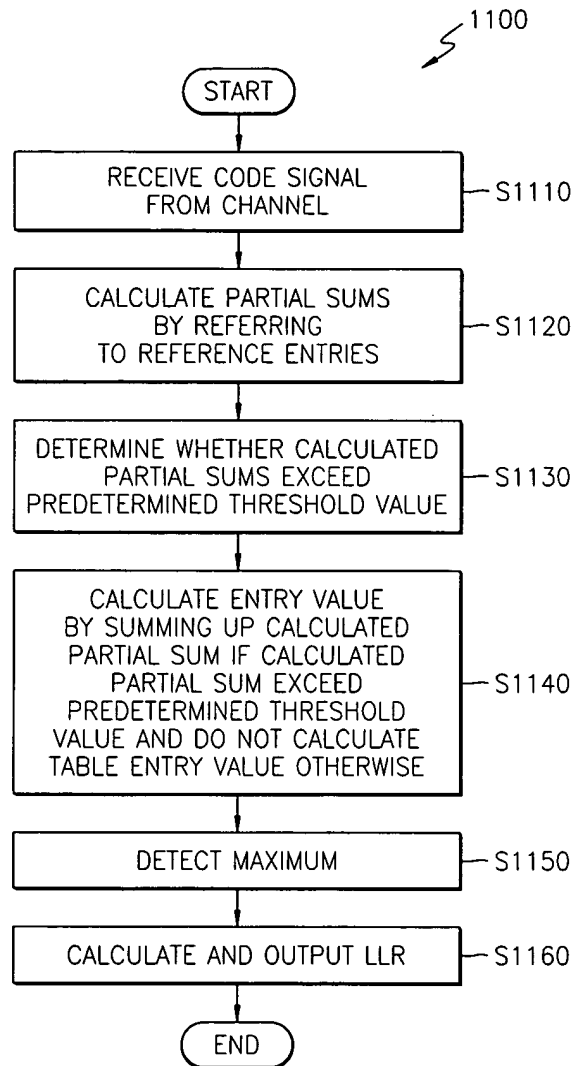 1100
START
RECEIVE CODE SIGNAL
FROM CHANNEL
S1110
CALCULATE PARTIAL SUMS
BY REFERRING
TO REFERENCE ENTRIES
S1120
DETERMINE WHETHER CALCULATED
PARTIAL SUMS EXCEED
PREDETERMINED THRESHOLD VALUE
S1130
CALCULATE ENTRY VALUE
BY SUMMING UP CALCULATED
PARTIAL SUM IF CALCULATED
PARTIAL SUM EXCEED
PREDETERMINED THRESHOLD
VALUE AND DO NOT CALCULATE
TABLE ENTRY VALUE OTHERWISE
S1140
DETECT MAXIMUM
S1150
CALCULATE AND OUTPUT LLR
S1160
END